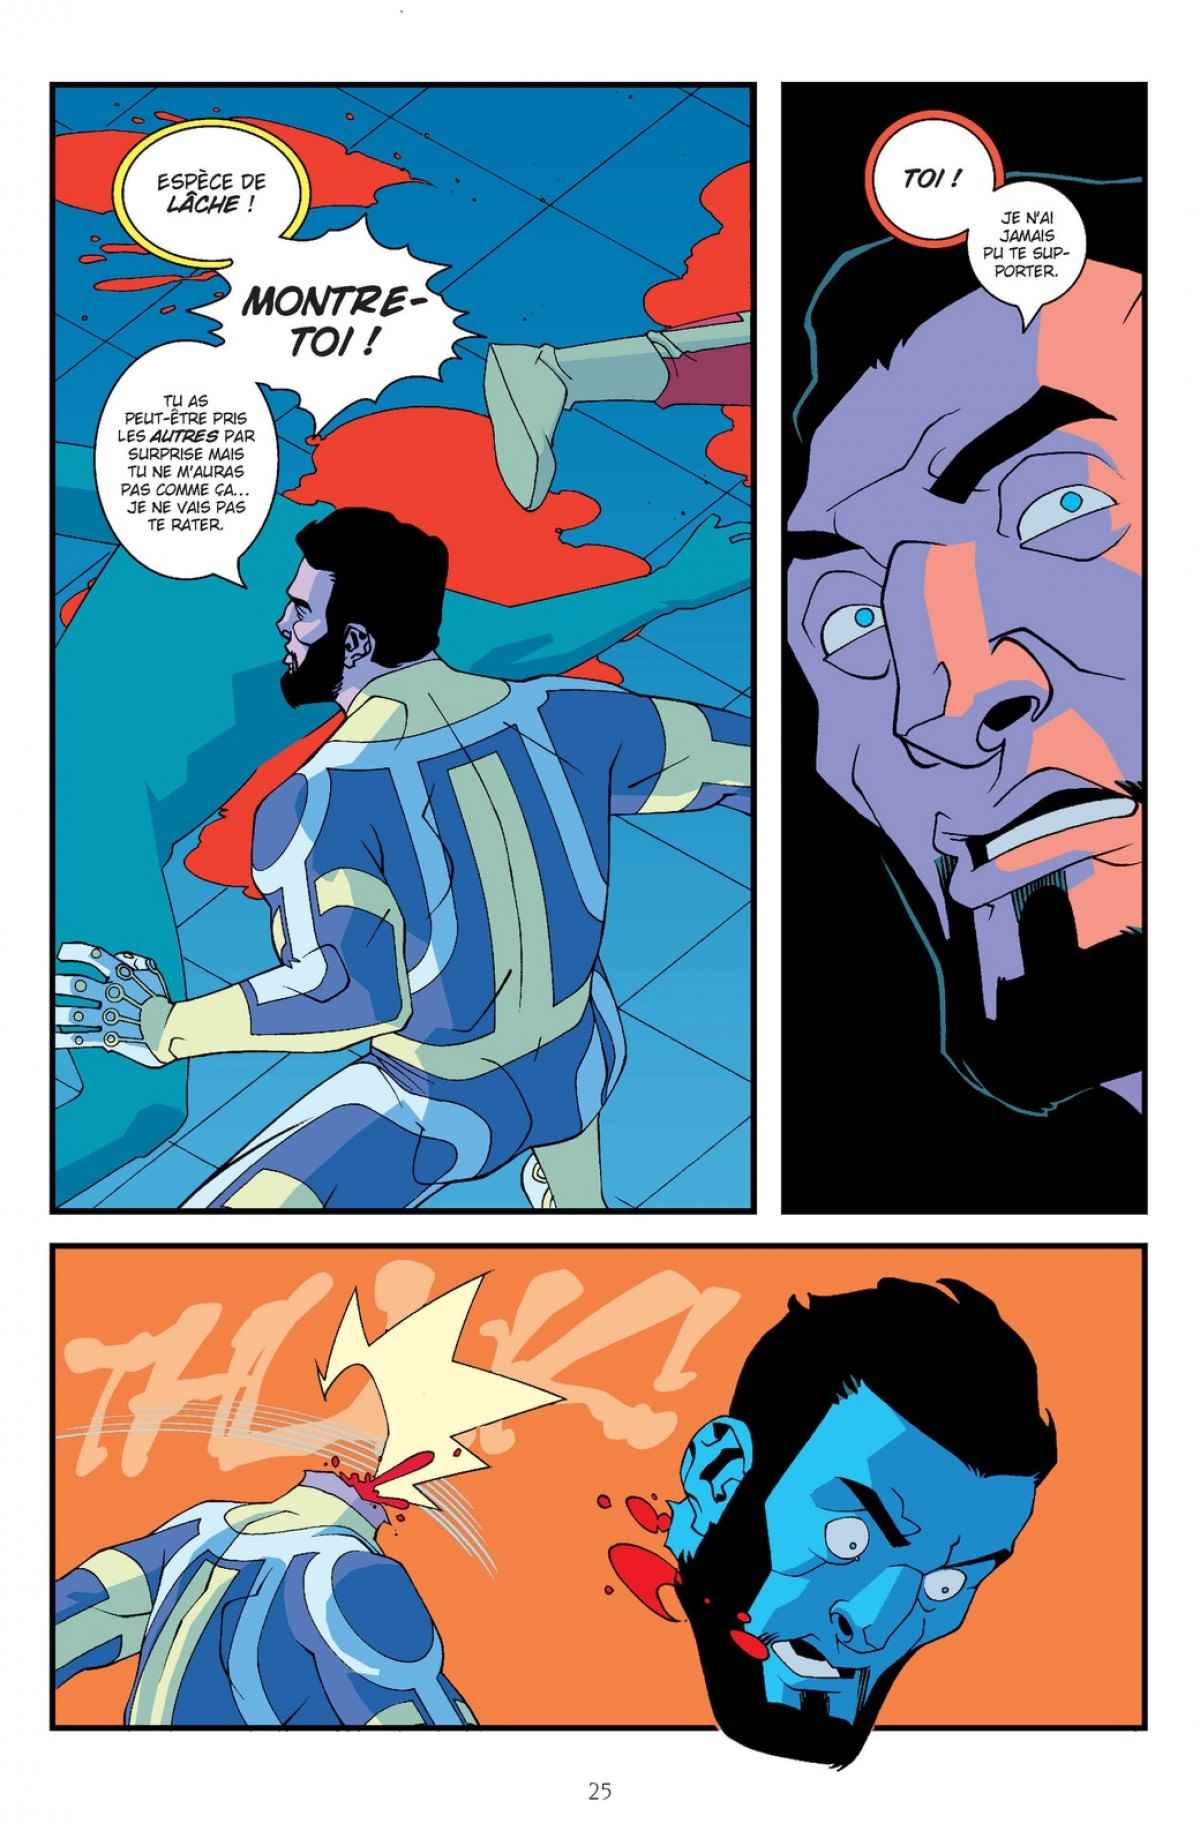 ESPÈCE DE
LÂCHE !
MONTRE-
TOI !
TU AS
PEUT-ÊTRE PRIS
LES AUTRES PAR
SURPRISE MAIS
TU NE M'AURAS
PAS COMME ÇA...
JE NE VAIS PAS
TE RATER.
TOI !
JE N'AI
JAMAIS
PU TE SUP-
PORTER.
25